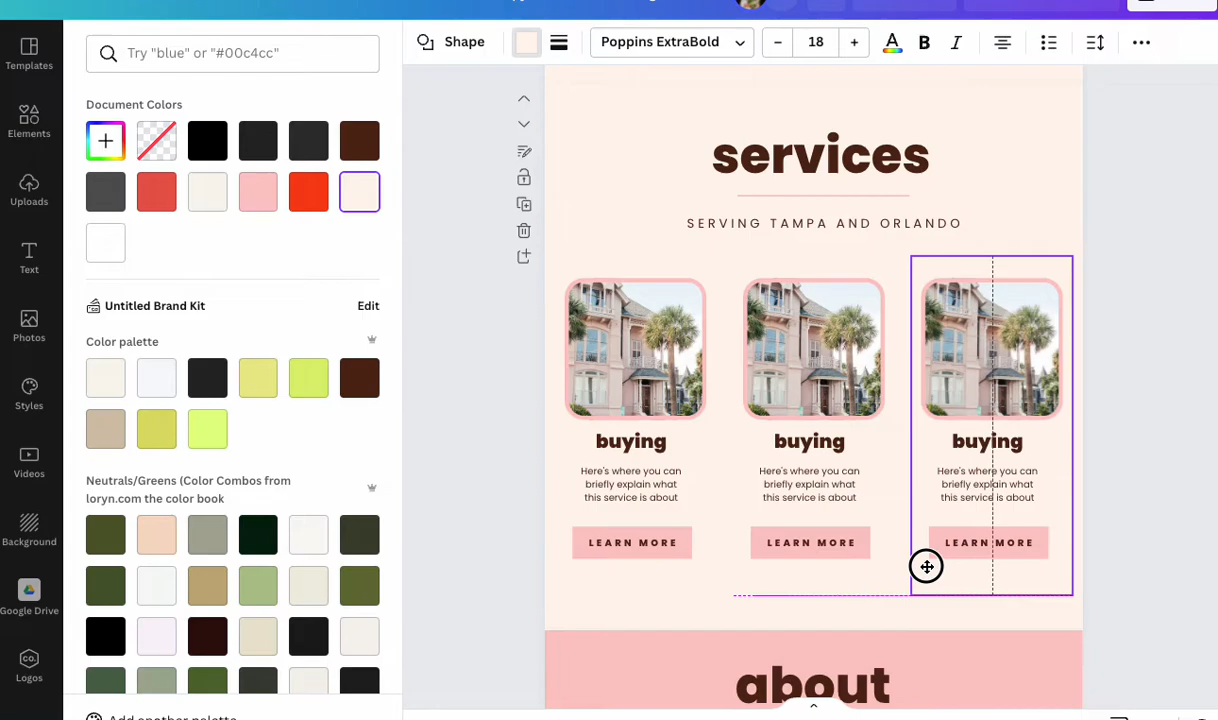 Templates
Elements
Uploads
Text
Photos
Styles
Videos
Background
Google Drive
Logos
CO.
Try "blue" or "#00c4cc"
Document Colors
Untitled Brand Kit
Edit
Color palette
Neutrals/Greens (Color Combos from
loryn.com the color book
Add another palette
Shape
Poppins ExtraBold
18
A
B
I
services
SERVING TAMPA AND ORLANDO
buying
Here's where you can
briefly explain what
this service is about
LEARN MORE
buying
Here's where you can
briefly explain what
this service is about
LEARN MORE
buying
Here's where you can
briefly explain what
this service is about
LEARN MORE
about